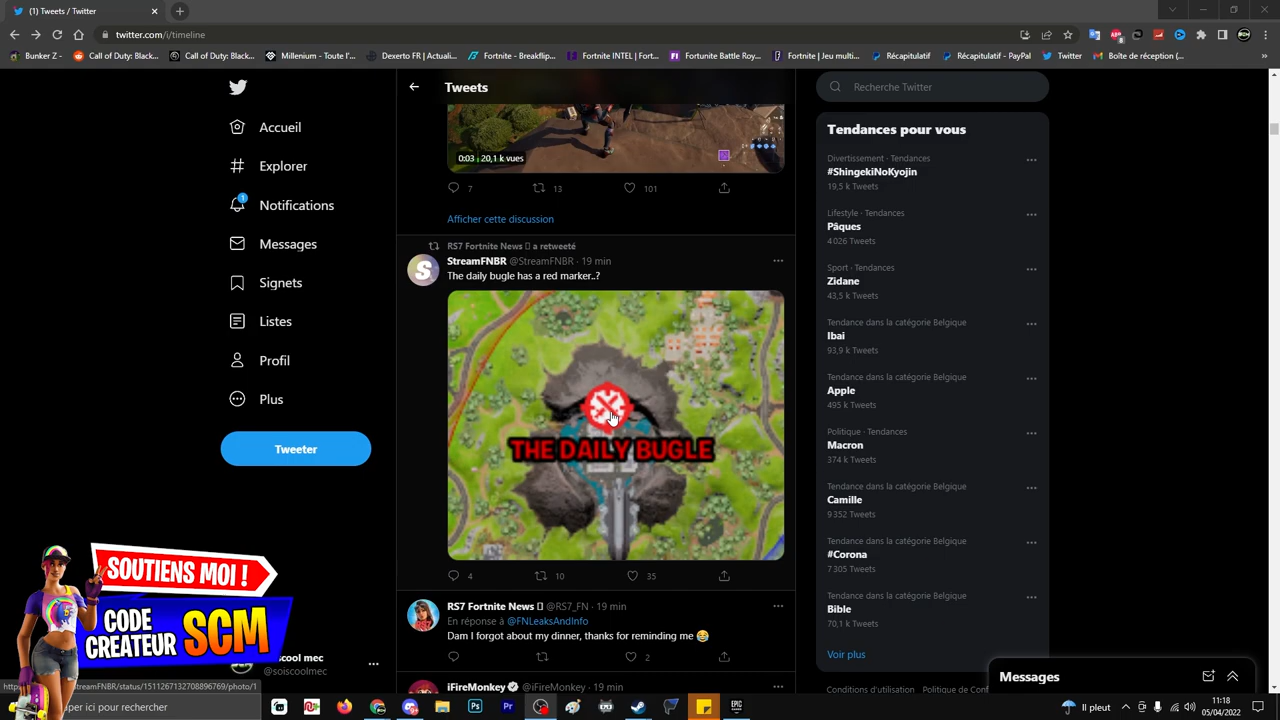 (1) Tweets / Twitter
twitter.com/i/timeline
Bunker Z -
Call of Duty: Black...
Call of Duty: Black...
Millenium - Toute l'...
Dexerto FR | Actuali...
Fortnite - Breakflip...
Fortnite INTEL | Fort...
Fortunite Battle Roy...
Fortnite | Jeu multi...
Récapitulatif
Récapitulatif - PayPal
Twitter
Boîte de réception (...
»
Accueil
Explorer
1
Notifications
Messages
Signets
Listes
Profil
Plus
Tweeter
Tweets
0:03 | 20,1 k vues
7 13 101
Afficher cette discussion
RS7 Fortnite News a retweeté
StreamFNBR @StreamFNBR · 19 min
The daily bugle has a red marker..?
S
THE DAILY BUGLE
4 10 35
RS7 Fortnite News @RS7_FN · 19 min
En réponse à @FNLeaksAndInfo
Dam I forgot about my dinner, thanks for reminding me 😂
2
iFireMonkey @iFireMonkey · 19 min
Recherche Twitter
Tendances pour vous
Divertissement · Tendances
#ShingekiNoKyojin
19,5 k Tweets
Lifestyle · Tendances
Pâques
4 026 Tweets
Sport · Tendances
Zidane
43,5 k Tweets
Tendance dans la catégorie Belgique
Ibai
93,9 k Tweets
Tendance dans la catégorie Belgique
Apple
495 k Tweets
Politique · Tendances
Macron
374 k Tweets
Tendance dans la catégorie Belgique
Camille
9 352 Tweets
Tendance dans la catégorie Belgique
#Corona
7 305 Tweets
Tendance dans la catégorie Belgique
Bible
70,1 k Tweets
Voir plus
Conditions d'utilisation
Messages
SOUTIENS MOI !
CODE
CREATEUR SCM
soiscool mec
@soiscoolmec
StreamFNBR/status/1511267132708896769/photo/1
per ici pour rechercher
Il pleut
11:18
05/04/2022